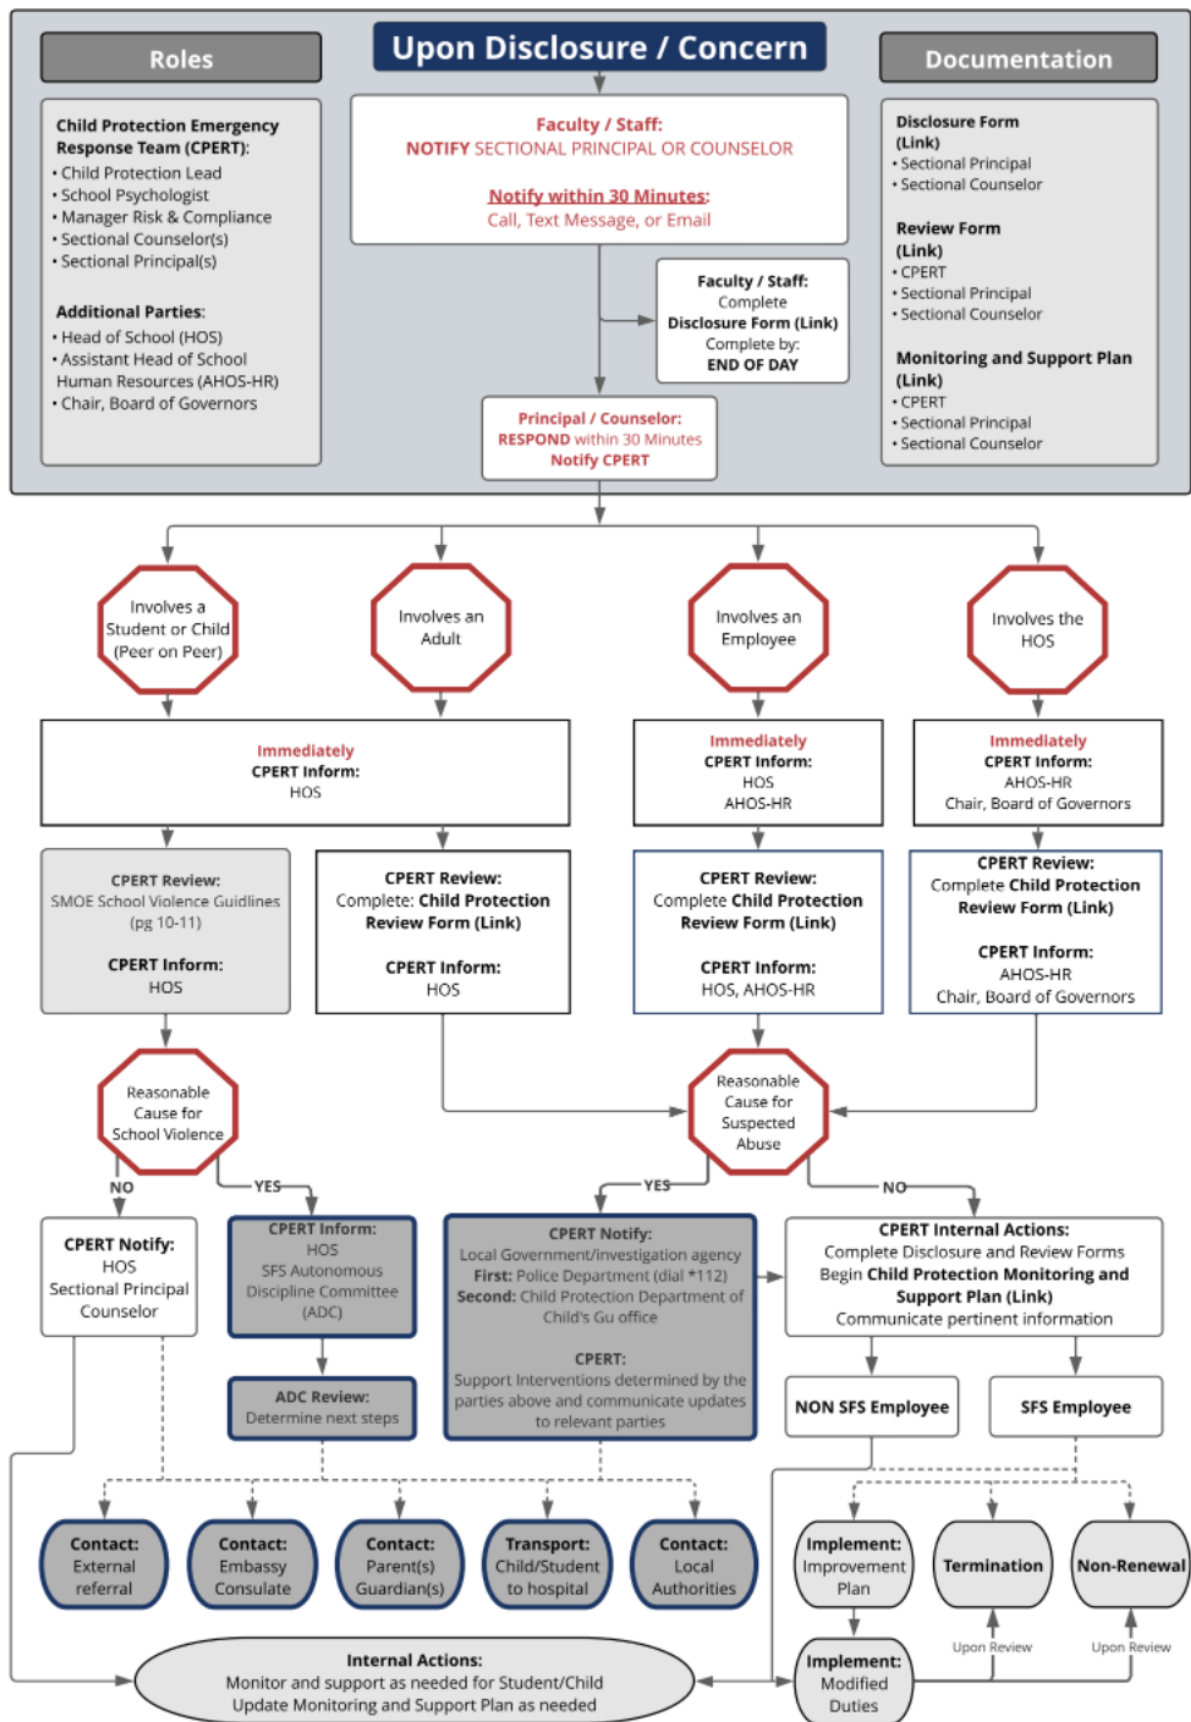 Upon Disclosure / Concern
Roles
Child Protection Emergency
Response Team (CPERT):
• Child Protection Lead
• School Psychologist
• Manager Risk & Compliance
• Sectional Counselor(s)
• Sectional Principal(s)
Additional Parties:
• Head of School (HOS)
• Assistant Head of School
Human Resources (AHOS-HR)
• Chair, Board of Governors
Faculty / Staff:
NOTIFY SECTIONAL PRINCIPAL OR COUNSELOR
Notify within 30 Minutes:
Call, Text Message, or Email
Faculty / Staff:
Complete
Disclosure Form (Link)
Complete by:
END OF DAY
Principal / Counselor:
RESPOND within 30 Minutes
Notify CPERT
Documentation
Disclosure Form
(Link)
• Sectional Principal
• Sectional Counselor
Review Form
(Link)
• CPERT
• Sectional Principal
• Sectional Counselor
Monitoring and Support Plan
(Link)
• CPERT
• Sectional Principal
• Sectional Counselor
Involves a
Student or Child
(Peer on Peer)
Involves an
Adult
Involves an
Employee
Involves the
HOS
Immediately
CPERT Inform:
HOS
Immediately
CPERT Inform:
HOS
AHOS-HR
Immediately
CPERT Inform:
AHOS-HR
Chair, Board of Governors
CPERT Review:
SMOE School Violence Guidlines
(pg 10-11)
CPERT Inform:
HOS
CPERT Review:
Complete: Child Protection
Review Form (Link)
CPERT Inform:
HOS
CPERT Review:
Complete Child Protection
Review Form (Link)
CPERT Inform:
HOS, AHOS-HR
CPERT Review:
Complete Child Protection
Review Form (Link)
CPERT Inform:
AHOS-HR
Chair, Board of Governors
Reasonable
Cause for
School Violence
Reasonable
Cause for
Suspected
Abuse
NO
YES
YES
NO
CPERT Notify:
HOS
Sectional Principal
Counselor
CPERT Inform:
HOS
SFS Autonomous
Discipline Committee
(ADC)
ADC Review:
Determine next steps
CPERT Notify:
Local Government/investigation agency
First: Police Department (dial *112)
Second: Child Protection Department of
Child's Gu office
CPERT:
Support Interventions determined by the
parties above and communicate updates
to relevant parties
CPERT Internal Actions:
Complete Disclosure and Review Forms
Begin Child Protection Monitoring and
Support Plan (Link)
Communicate pertinent information
NON SFS Employee
SFS Employee
Contact:
External
referral
Contact:
Embassy
Consulate
Contact:
Parent(s)
Guardian(s)
Transport:
Child/Student
to hospital
Contact:
Local
Authorities
Implement:
Improvement
Plan
Termination
Non-Renewal
Upon Review
Upon Review
Internal Actions:
Monitor and support as needed for Student/Child
Update Monitoring and Support Plan as needed
Implement:
Modified
Duties